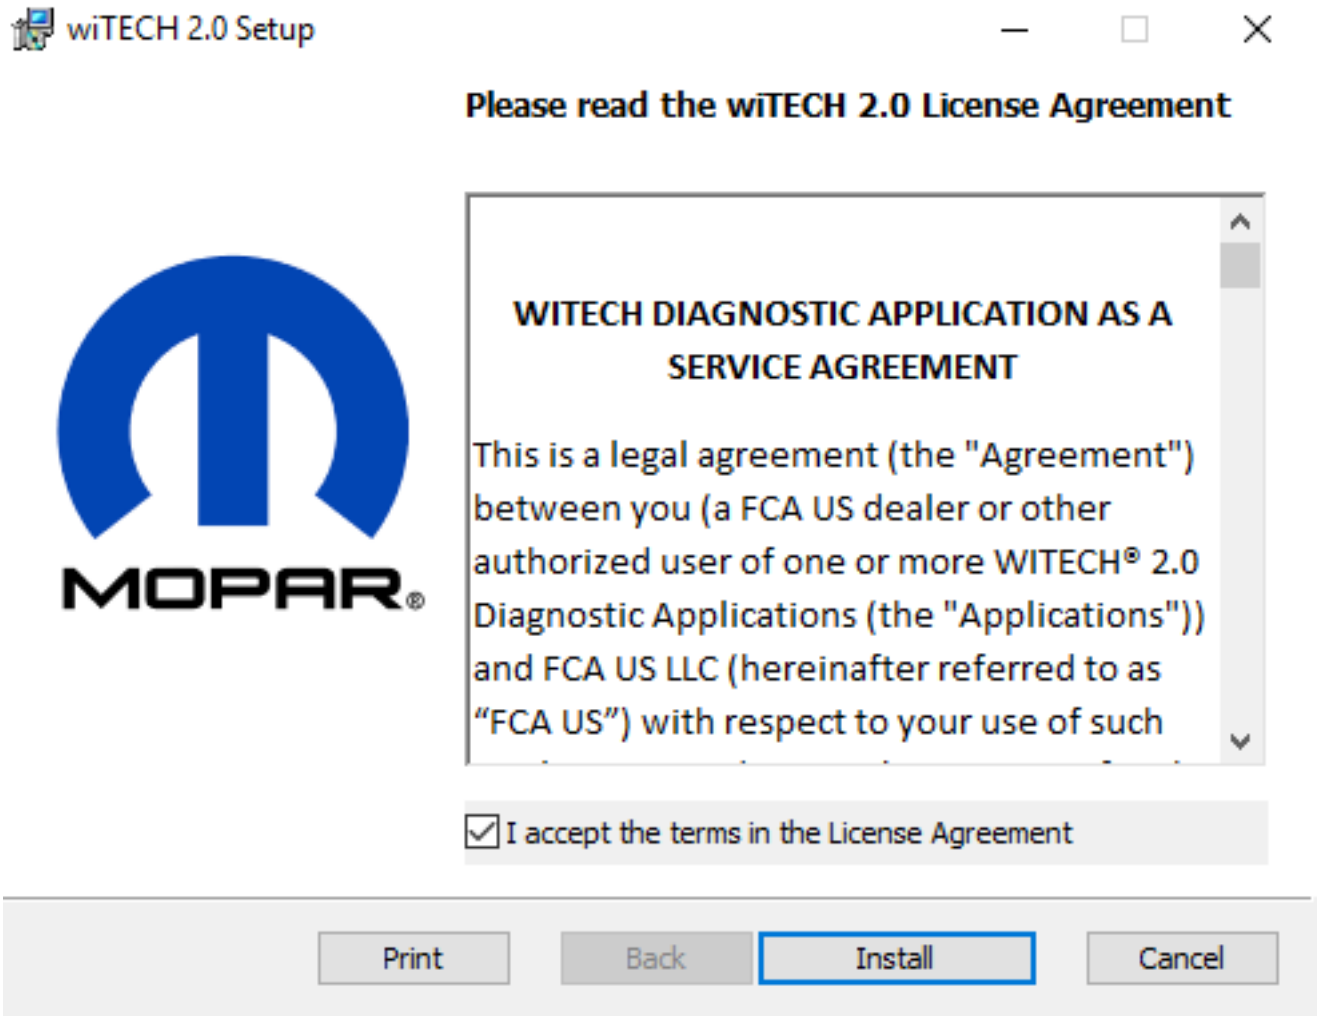 wiTECH 2.0 Setup
Please read the wiTECH 2.0 License Agreement
WITECH DIAGNOSTIC APPLICATION AS A
SERVICE AGREEMENT
This is a legal agreement (the "Agreement")
between you (a FCA US dealer or other
authorized user of one or more WITECH® 2.0
Diagnostic Applications (the "Applications"))
and FCA US LLC (hereinafter referred to as
“FCA US”) with respect to your use of such
MOPAR®
I accept the terms in the License Agreement
Print
Back
Install
Cancel